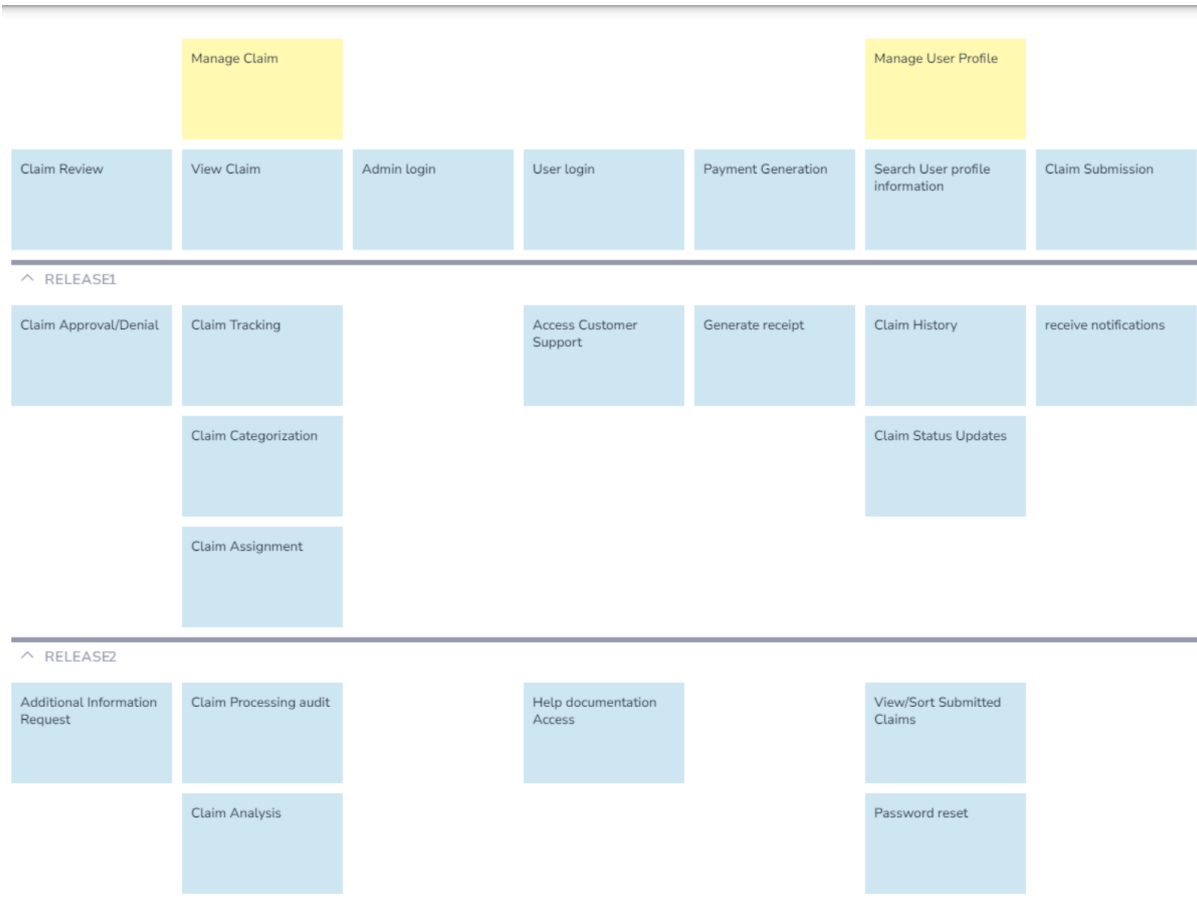 Manage Claim
Manage User Profile
Claim Review
View Claim
Admin login
User login
Payment Generation
Search User profile
information
Claim Submission
RELEASE1
Claim Approval/Denial
Claim Tracking
Access Customer
Support
Generate receipt
Claim History
receive notifications
Claim Categorization
Claim Status Updates
Claim Assignment
RELEASE2
Additional Information
Request
Claim Processing audit
Help documentation
Access
View/Sort Submitted
Claims
Claim Analysis
Password reset